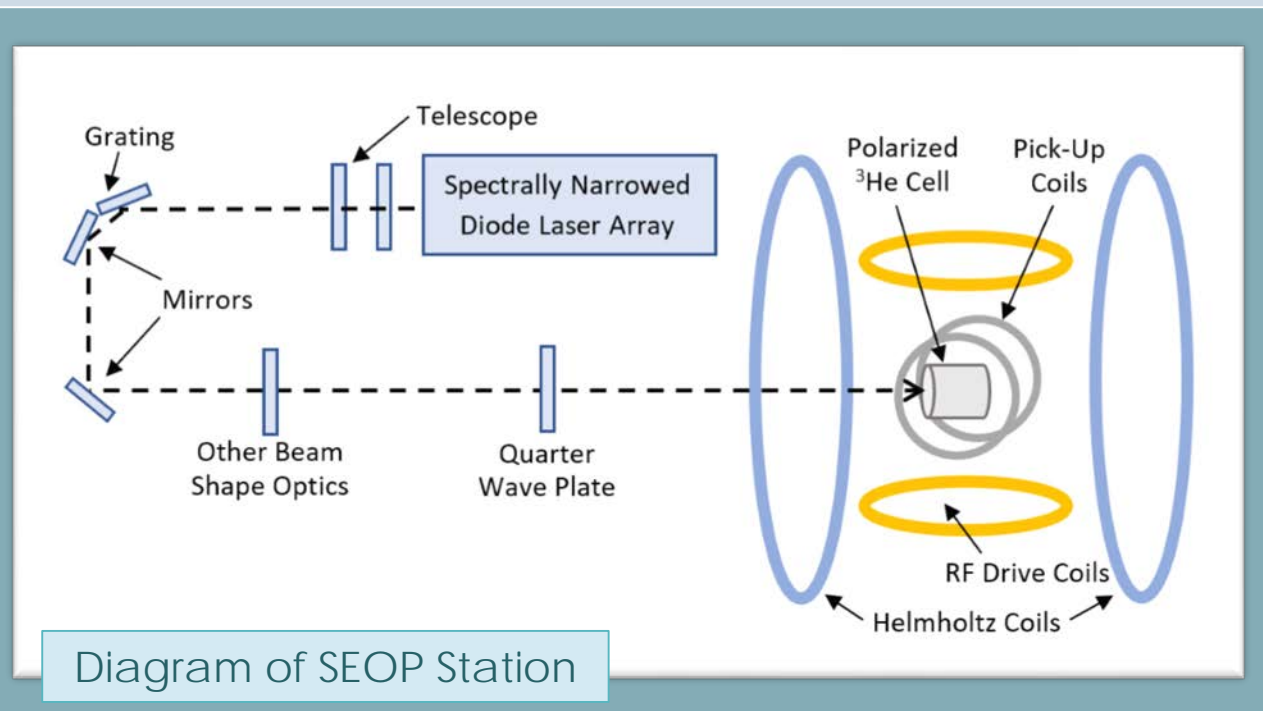 Telescope
Grating
Spectrally Narrowed
Diode Laser Array
Polarized
³He Cell
Pick-Up
Coils
Mirrors
Other Beam
Shape Optics
Quarter
Wave Plate
RF Drive Coils
Helmholtz Coils
Diagram of SEOP Station